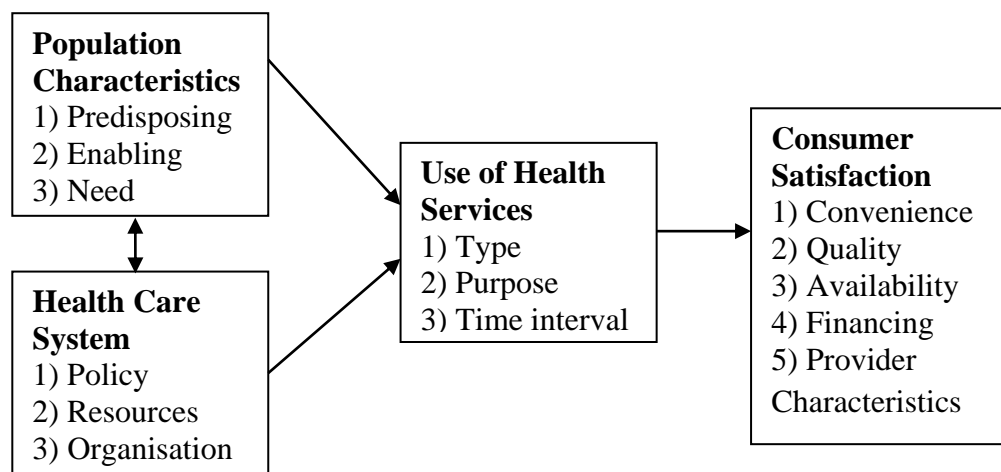 Population
Characteristics
1) Predisposing
2) Enabling
3) Need
Health Care
System
1) Policy
2) Resources
3) Organisation
Use of Health
Services
1) Type
2) Purpose
3) Time interval
Consumer
Satisfaction
1) Convenience
2) Quality
3) Availability
4) Financing
5) Provider
Characteristics